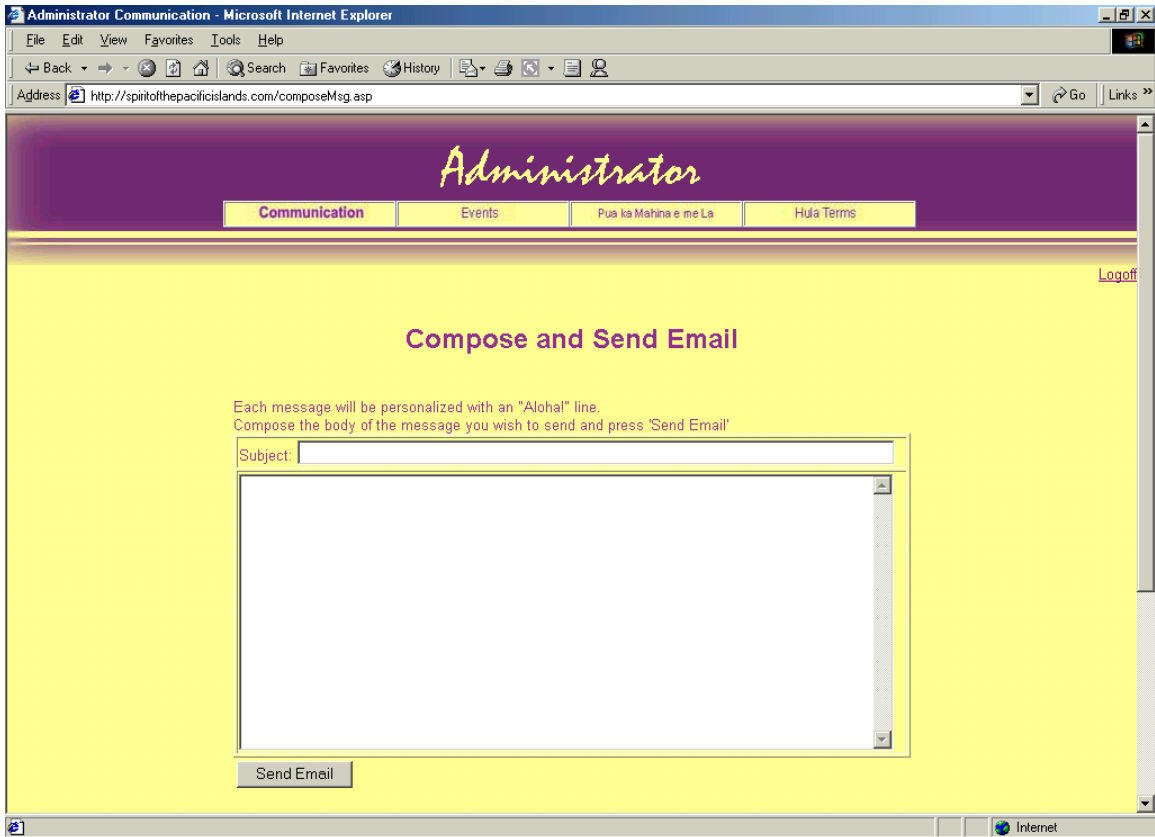 Administrator Communication - Microsoft Internet Explorer
File Edit View Favorites Tools Help
Back Search Favorites History
Address http://spiritofthepacificislands.com/composeMsg.asp Go Links »
Administrator
Communication Events Pua ka Mahina e me La Hula Terms
Logoff
Compose and Send Email
Each message will be personalized with an "Aloha!" line.
Compose the body of the message you wish to send and press 'Send Email'
Subject:
Send Email
Internet